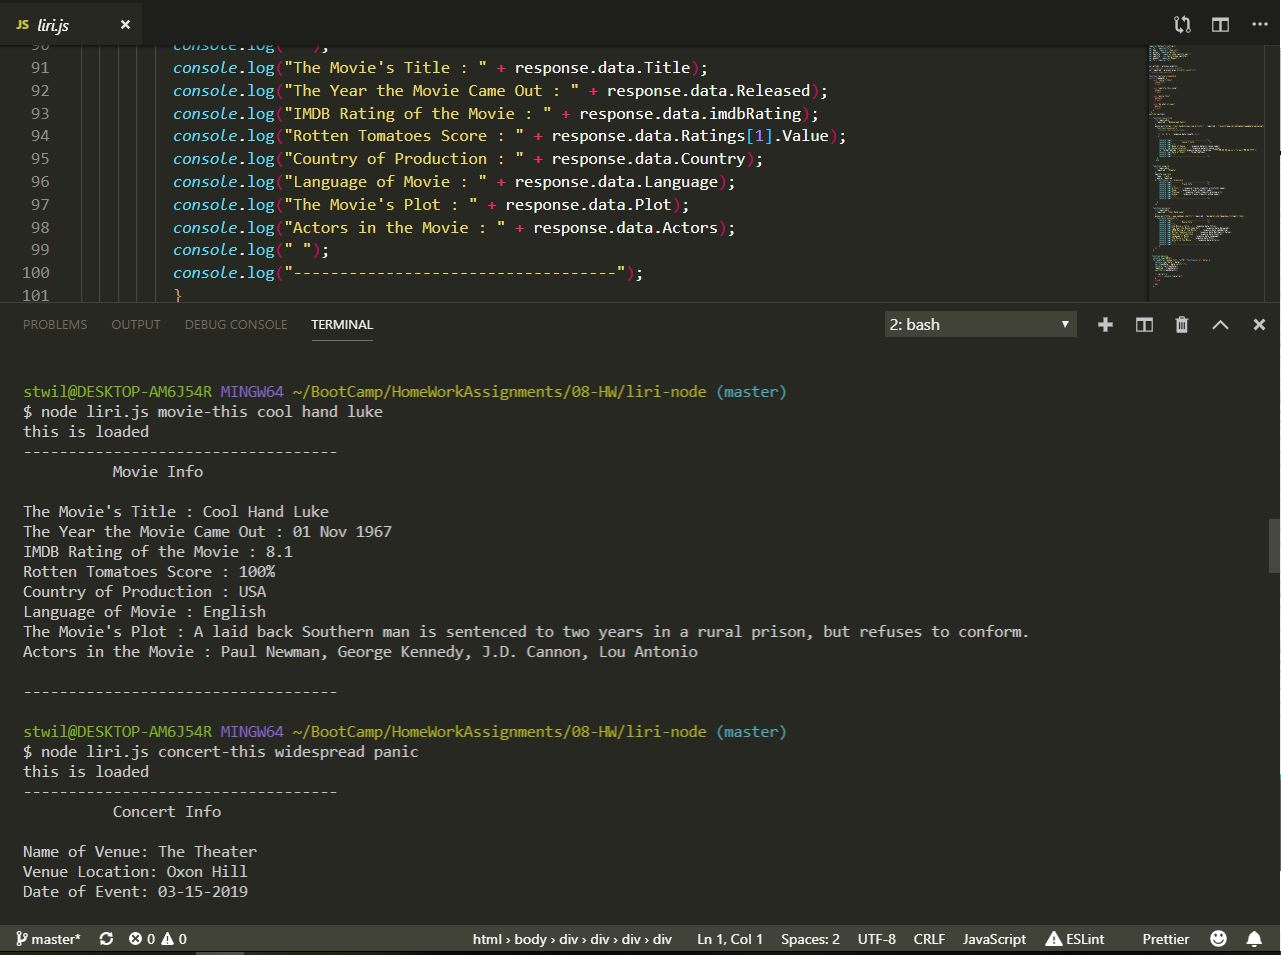 JS liri.js
91 console.log("The Movie's Title : " + response.data.Title);
92 console.log("The Year the Movie Came Out : " + response.data.Released);
93 console.log("IMDB Rating of the Movie : " + response.data.imdbRating);
94 console.log("Rotten Tomatoes Score : " + response.data.Ratings[1].Value);
95 console.log("Country of Production : " + response.data.Country);
96 console.log("Language of Movie : " + response.data.Language);
97 console.log("The Movie's Plot : " + response.data.Plot);
98 console.log("Actors in the Movie : " + response.data.Actors);
99 console.log(" ");
100 console.log("-----------------------------------");
101 }
PROBLEMS OUTPUT DEBUG CONSOLE TERMINAL 2: bash
stwil@DESKTOP-AM6J54R MINGW64 ~/BootCamp/HomeWorkAssignments/08-HW/liri-node (master)
$ node liri.js movie-this cool hand luke
this is loaded
-----------------------------------
Movie Info
The Movie's Title : Cool Hand Luke
The Year the Movie Came Out : 01 Nov 1967
IMDB Rating of the Movie : 8.1
Rotten Tomatoes Score : 100%
Country of Production : USA
Language of Movie : English
The Movie's Plot : A laid back Southern man is sentenced to two years in a rural prison, but refuses to conform.
Actors in the Movie : Paul Newman, George Kennedy, J.D. Cannon, Lou Antonio
-----------------------------------
stwil@DESKTOP-AM6J54R MINGW64 ~/BootCamp/HomeWorkAssignments/08-HW/liri-node (master)
$ node liri.js concert-this widespread panic
this is loaded
-----------------------------------
Concert Info
Name of Venue: The Theater
Venue Location: Oxon Hill
Date of Event: 03-15-2019
master* 0 0 html › body › div › div › div › div Ln 1, Col 1 Spaces: 2 UTF-8 CRLF JavaScript ESLint Prettier